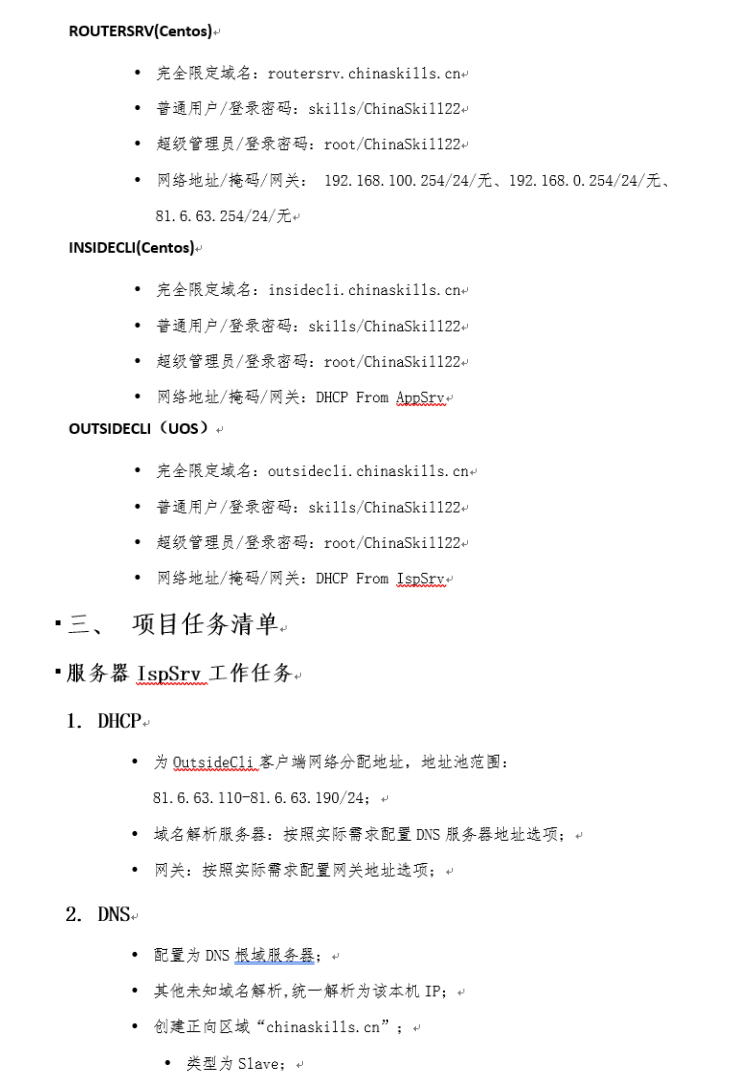 ROUTERSRV(Centos)
• 完全限定域名：routersrv.chinaskills.cn
• 普通用户/登录密码：skills/ChinaSkill22
• 超级管理员/登录密码：root/ChinaSkill22
• 网络地址/掩码/网关： 192.168.100.254/24/无、192.168.0.254/24/无、
81.6.63.254/24/无
INSIDECLI(Centos)
• 完全限定域名：insidecli.chinaskills.cn
• 普通用户/登录密码：skills/ChinaSkill22
• 超级管理员/登录密码：root/ChinaSkill22
• 网络地址/掩码/网关：DHCP From AppSrv
OUTSIDECLI（UOS）
• 完全限定域名：outsidecli.chinaskills.cn
• 普通用户/登录密码：skills/ChinaSkill22
• 超级管理员/登录密码：root/ChinaSkill22
• 网络地址/掩码/网关：DHCP From IspSrv
三、 项目任务清单
服务器 IspSrv 工作任务
1. DHCP
• 为 OutsideCli 客户端网络分配地址，地址池范围：
81.6.63.110-81.6.63.190/24；
• 域名解析服务器：按照实际需求配置 DNS 服务器地址选项；
• 网关：按照实际需求配置网关地址选项；
2. DNS
• 配置为 DNS 根域服务器；
• 其他未知域名解析,统一解析为该本机 IP；
• 创建正向区域“chinaskills.cn”；
• 类型为 Slave；